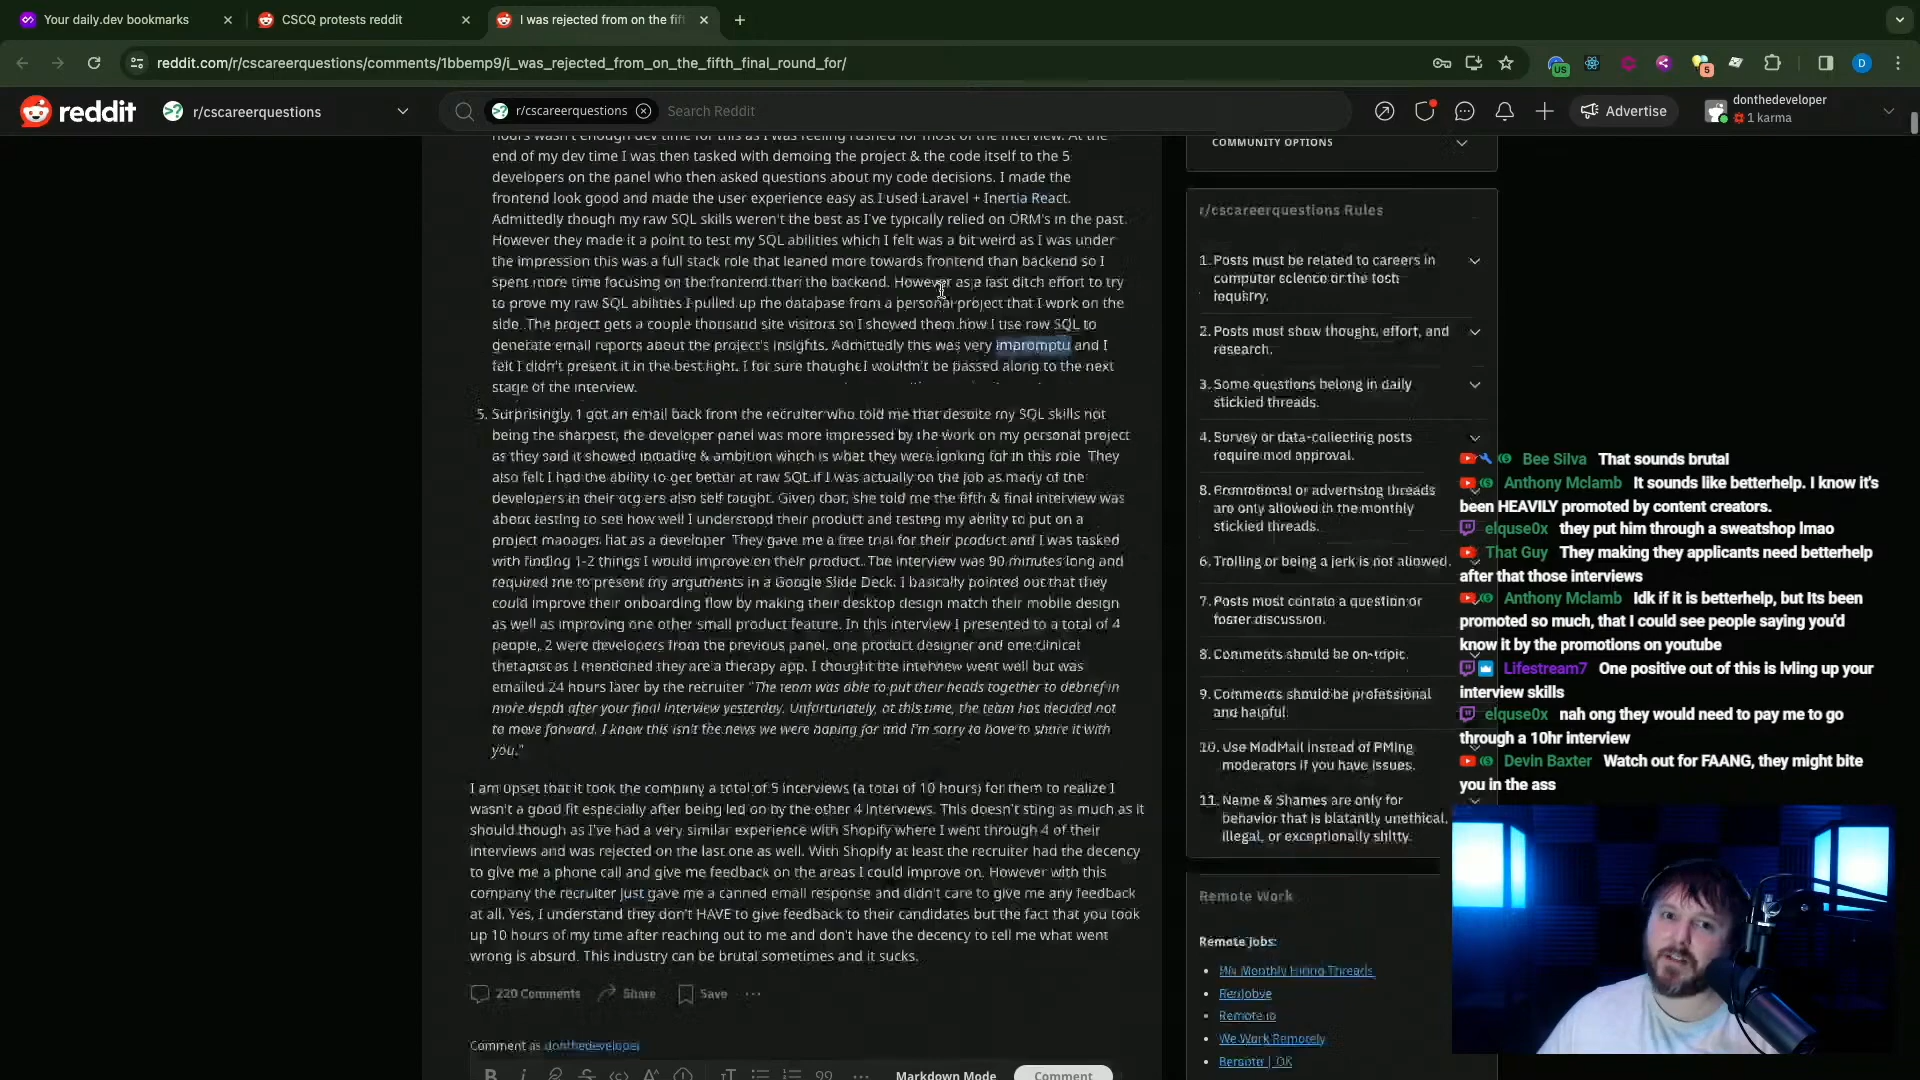 Your daily.dev bookmarks
CSCQ protests reddit
I was rejected from on the fift
reddit.com/r/cscareerquestions/comments/1bbemp9/i_was_rejected_from_on_the_fifth_final_round_for/
US
5
D
reddit
r/cscareerquestions
r/cscareerquestions
Search Reddit
Advertise
donthedeveloper
1 karma
hours wasn't enough dev time for this as I was feeling rushed for most of the interview. At the
end of my dev time I was then tasked with demoing the project & the code itself to the 5
developers on the panel who then asked questions about my code decisions. I made the
frontend look good and made the user experience easy as I used Laravel + Inertia React.
Admittedly though my raw SQL skills weren't the best as I've typically relied on ORM's in the past.
However they made it a point to test my SQL abilities which I felt was a bit weird as I was under
the impression this was a full stack role that leaned more towards frontend than backend so I
spent more time focusing on the frontend then the backend. However as a last ditch effort to try
to prove my raw SQL abilities I pulled up the database from a personal project that I work on the
side. The project gets a couple thousand site visitors so I showed them how I use raw SQL to
generate email reports about the project's insights. Admittedly this was very impromptu and I
felt I didn't present it in the best light. I for sure thought I wouldn't be passed along to the next
stage of the interview.
5. Surprisingly, I got an email back from the recruiter who told me that despite my SQL skills not
being the sharpest, the developer panel was more impressed by the work on my personal project
as they said it showed initiative & ambition which is what they were looking for in this role. They
also felt I had the ability to get better at raw SQL if I was actually on the job as many of the
developers in their org are also self taught. Given that, she told me the fifth & final interview was
about testing to see how well I understand their product and testing my ability to put on a
project manager hat as a developer. They gave me a free trial for their product and I was tasked
with finding 1-2 things I would improve on their product. The interview was 90 minutes long and
required me to present my arguments in a Google Slide Deck. I basically pointed out that they
could improve their onboarding flow by making their desktop design match their mobile design
as well as improving one other small product feature. In this interview I presented to a total of 4
people, 2 were developers from the previous panel, one product designer and one clinical
therapist as I mentioned they are a therapy app. I thought the interview went well but was
emailed 24 hours later by the recruiter "The team was able to put their heads together to debrief in
more depth after your final interview yesterday. Unfortunately, at this time, the team has decided not
to move forward. I know this isn't the news we were hoping for and I'm sorry to have to share it with
you."
I am upset that it took the company a total of 5 interviews (a total of 10 hours) for them to realize I
wasn't a good fit especially after being led on by the other 4 interviews. This doesn't sting as much as it
should though as I've had a very similar experience with Shopify where I went through 4 of their
interviews and was rejected on the last one as well. With Shopify at least the recruiter had the decency
to give me a phone call and give me feedback on the areas I could improve on. However with this
company the recruiter just gave me a canned email response and didn't care to give me any feedback
at all. Yes, I understand they don't HAVE to give feedback to their candidates but the fact that you took
up 10 hours of my time after reaching out to me and don't have the decency to tell me what went
wrong is absurd. This industry can be brutal sometimes and it sucks.
220 Comments Share Save
Comment as donthedeveloper
Markdown Mode
Comment
COMMUNITY OPTIONS
r/cscareerquestions Rules
1. Posts must be related to careers in
computer science or the tech
industry.
2. Posts must show thought, effort, and
research.
3. Some questions belong in daily
stickied threads.
4. Survey or data-collecting posts
require mod approval.
Promotional or advertising threads
are only allowed in the monthly
stickied threads.
6. Trolling or being a jerk is not allowed.
7. Posts must contain a question or
foster discussion.
8. Comments should be on-topic.
9. Comments should be professional
and helpful.
10. Use ModMail instead of PMing
moderators if you have issues.
11. Name & Shames are only for
behavior that is blatantly unethical,
illegal, or exceptionally shitty.
Remote Work
Remote Jobs:
Monthly Hiring Threads
Remote.io
We Work Remotely
Remote | OK
Bee Silva That sounds brutal
Anthony Mclamb It sounds like betterhelp. I know it's
been HEAVILY promoted by content creators.
elquse0x they put him through a sweatshop lmao
That Guy They making they applicants need betterhelp
after that those interviews
Anthony Mclamb Idk if it is betterhelp, but Its been
promoted so much, that I could see people saying you'd
know it by the promotions on youtube
Lifestream7 One positive out of this is lvling up your
interview skills
elquse0x nah ong they would need to pay me to go
through a 10hr interview
Devin Baxter Watch out for FAANG, they might bite
you in the ass